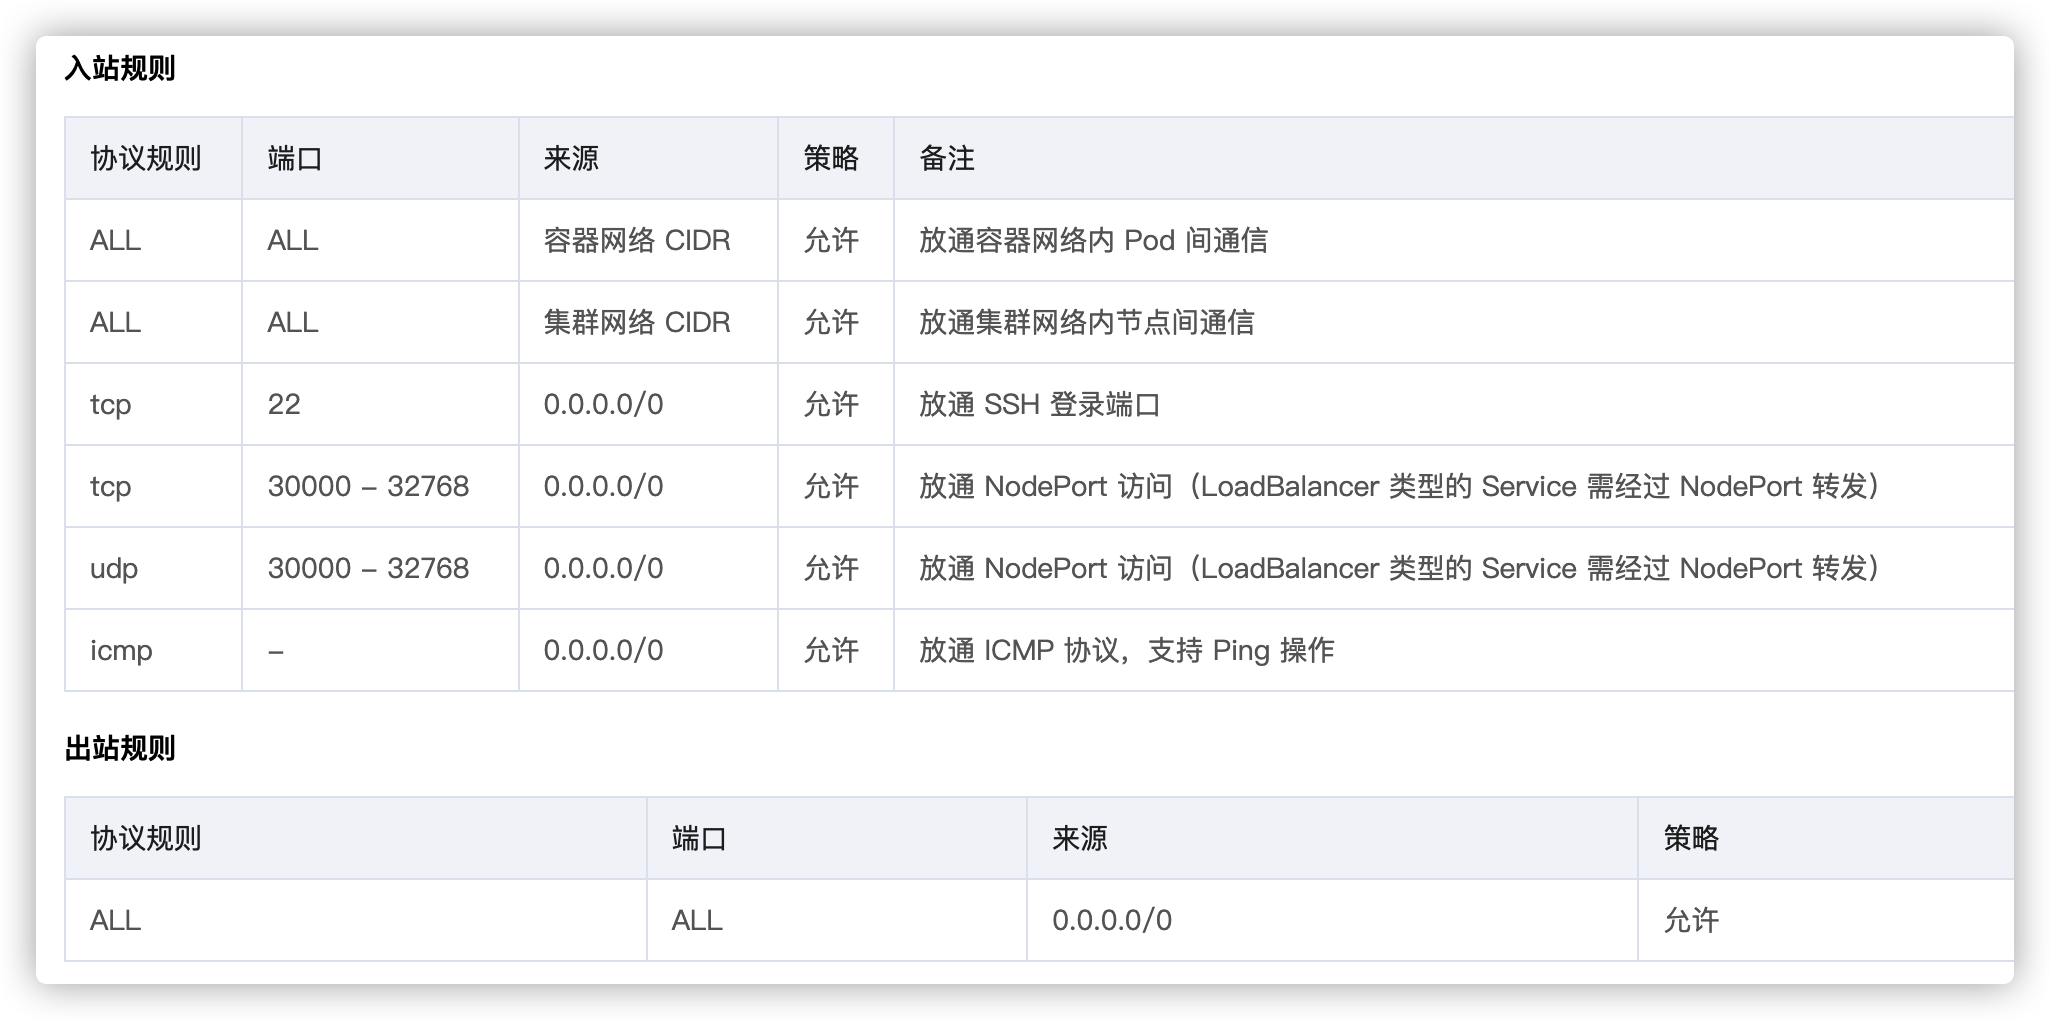 入站规则
协议规则 端口 来源 策略 备注
ALL ALL 容器网络 CIDR 允许 放通容器网络内 Pod 间通信
ALL ALL 集群网络 CIDR 允许 放通集群网络内节点间通信
tcp 22 0.0.0.0/0 允许 放通 SSH 登录端口
tcp 30000 – 32768 0.0.0.0/0 允许 放通 NodePort 访问（LoadBalancer 类型的 Service 需经过 NodePort 转发）
udp 30000 – 32768 0.0.0.0/0 允许 放通 NodePort 访问（LoadBalancer 类型的 Service 需经过 NodePort 转发）
icmp – 0.0.0.0/0 允许 放通 ICMP 协议，支持 Ping 操作
出站规则
协议规则 端口 来源 策略
ALL ALL 0.0.0.0/0 允许